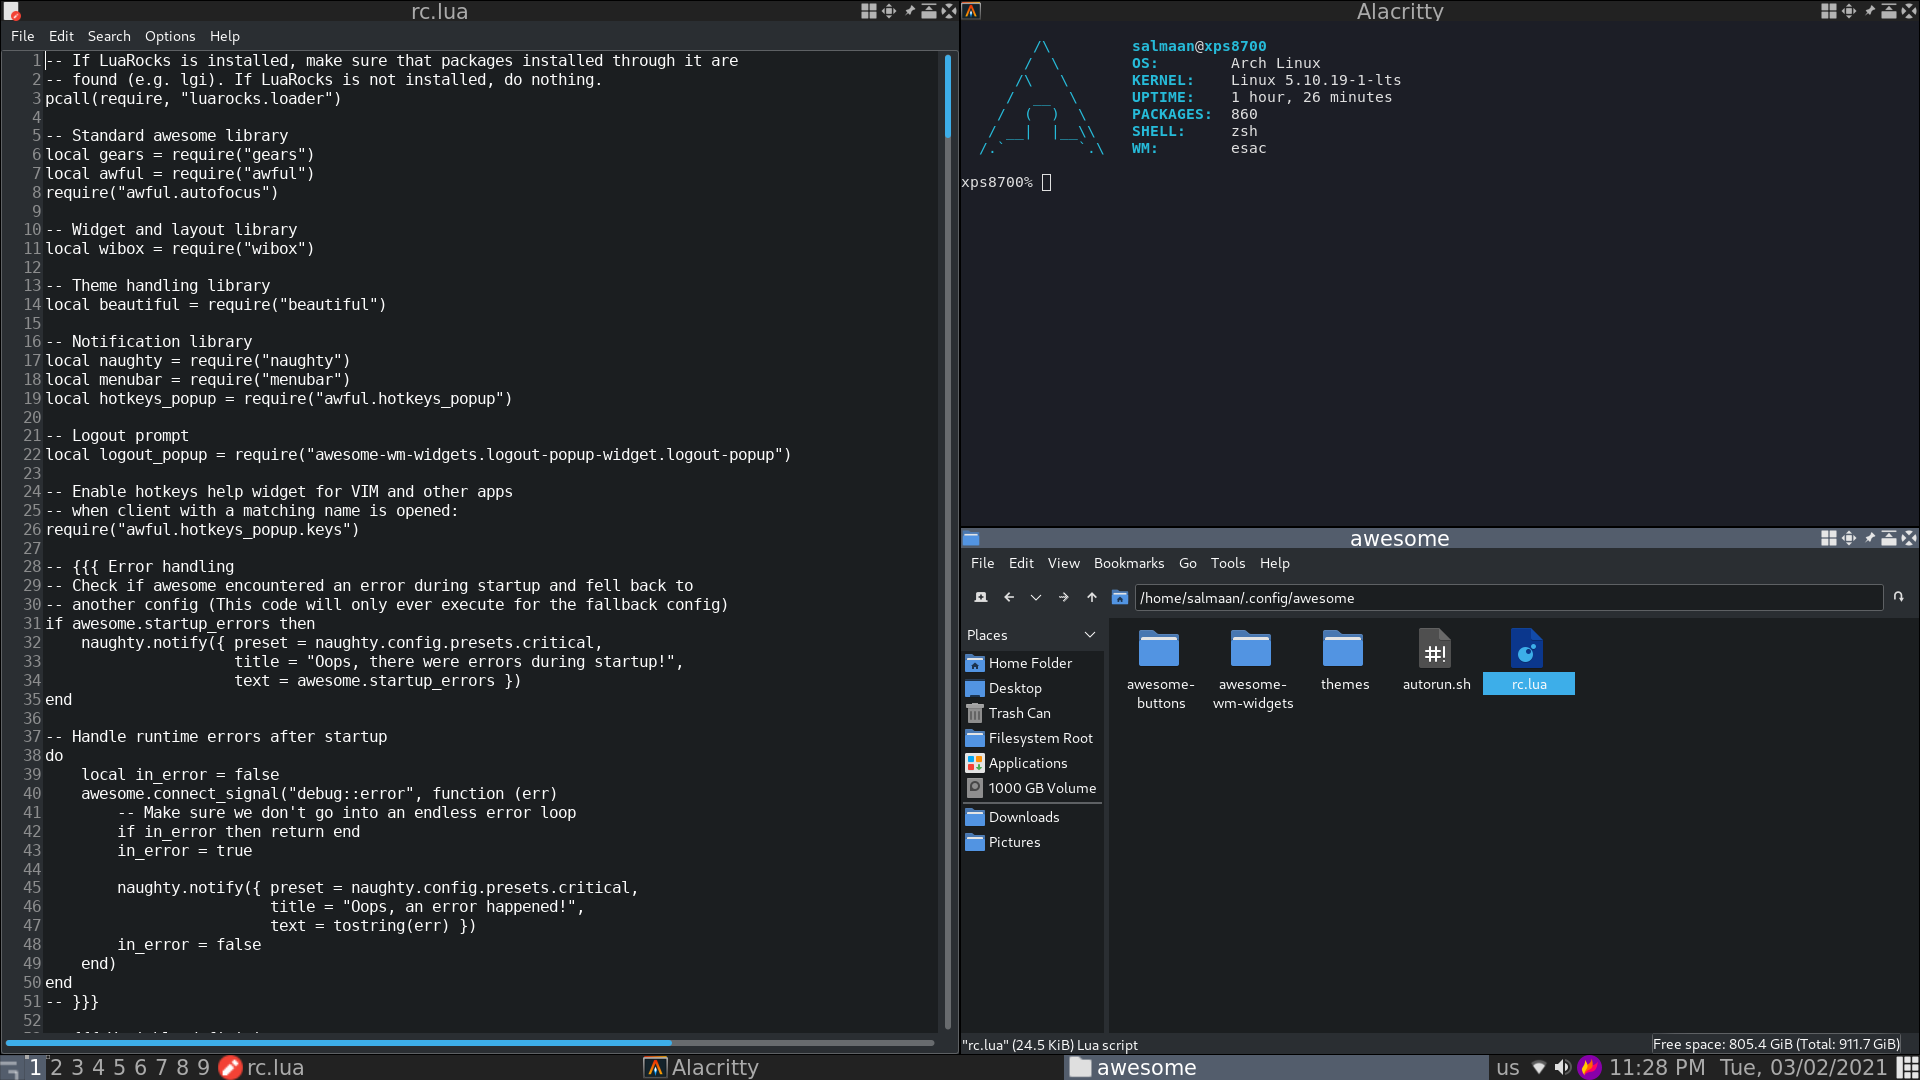 rc.lua
File Edit Search Options Help
1 -- If LuaRocks is installed, make sure that packages installed through it are
2 -- found (e.g. lgi). If LuaRocks is not installed, do nothing.
3 pcall(require, "luarocks.loader")
4
5 -- Standard awesome library
6 local gears = require("gears")
7 local awful = require("awful")
8 require("awful.autofocus")
9
10 -- Widget and layout library
11 local wibox = require("wibox")
12
13 -- Theme handling library
14 local beautiful = require("beautiful")
15
16 -- Notification library
17 local naughty = require("naughty")
18 local menubar = require("menubar")
19 local hotkeys_popup = require("awful.hotkeys_popup")
20
21 -- Logout prompt
22 local logout_popup = require("awesome-wm-widgets.logout-popup-widget.logout-popup")
23
24 -- Enable hotkeys help widget for VIM and other apps
25 -- when client with a matching name is opened:
26 require("awful.hotkeys_popup.keys")
27
28 -- {{{ Error handling
29 -- Check if awesome encountered an error during startup and fell back to
30 -- another config (This code will only ever execute for the fallback config)
31 if awesome.startup_errors then
32     naughty.notify({ preset = naughty.config.presets.critical,
33                      title = "Oops, there were errors during startup!",
34                      text = awesome.startup_errors })
35 end
36
37 -- Handle runtime errors after startup
38 do
39     local in_error = false
40     awesome.connect_signal("debug::error", function (err)
41         -- Make sure we don't go into an endless error loop
42         if in_error then return end
43         in_error = true
44
45         naughty.notify({ preset = naughty.config.presets.critical,
46                          title = "Oops, an error happened!",
47                          text = tostring(err) })
48         in_error = false
49     end)
50 end
51 -- }}}
52
Alacritty
salmaan@xps8700
OS: Arch Linux
KERNEL: Linux 5.10.19-1-lts
UPTIME: 1 hour, 26 minutes
PACKAGES: 860
SHELL: zsh
WM: esac
xps8700%
awesome
File Edit View Bookmarks Go Tools Help
/home/salmaan/.config/awesome
Places
Home Folder
Desktop
Trash Can
Filesystem Root
Applications
1000 GB Volume
Downloads
Pictures
awesome-
buttons
awesome-
wm-widgets
themes
#!
autorun.sh
rc.lua
"rc.lua" (24.5 KiB) Lua script
Free space: 805.4 GiB (Total: 911.7 GiB)
1 2 3 4 5 6 7 8 9 rc.lua Alacritty awesome us 11:28 PM Tue, 03/02/2021